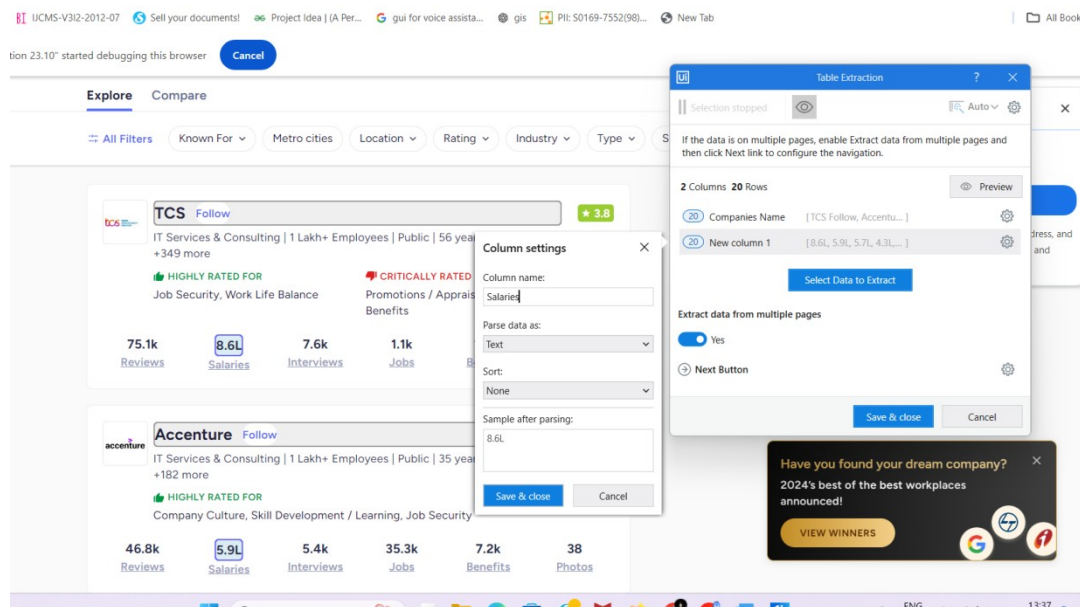 IJCMS-V3I2-2012-07 Sell your documents! Project Idea | (A Per... gui for voice assista... gis PII: S0169-7552(98)... New Tab All Book
tion 23.10" started debugging this browser Cancel
Explore Compare
All Filters Known For Metro cities Location Rating Industry Type S
tcs
TCS Follow
★ 3.8
IT Services & Consulting | 1 Lakh+ Employees | Public | 56 yea
+349 more
HIGHLY RATED FOR CRITICALLY RATED
Job Security, Work Life Balance Promotions / Apprais
Benefits
75.1k 8.6L 7.6k 1.1k
Reviews Salaries Interviews Jobs B
accenture
Accenture Follow
IT Services & Consulting | 1 Lakh+ Employees | Public | 35 yea
+182 more
HIGHLY RATED FOR
Company Culture, Skill Development / Learning, Job Security
46.8k 5.9L 5.4k 35.3k 7.2k 38
Reviews Salaries Interviews Jobs Benefits Photos
Column settings
Column name:
Salaries
Parse data as:
Text
Sort:
None
Sample after parsing:
8.6L
Save & close Cancel
Ui Table Extraction ?
Selection stopped Auto
If the data is on multiple pages, enable Extract data from multiple pages and
then click Next link to configure the navigation.
2 Columns 20 Rows Preview
20 Companies Name [TCS Follow, Accentu... ]
20 New column 1 [8.6L, 5.9L, 5.7L, 4.3L,... ]
Select Data to Extract
Extract data from multiple pages
Yes
Next Button
Save & close Cancel
dress, and
and
Have you found your dream company?
2024's best of the best workplaces
announced!
VIEW WINNERS
ENG 13:37